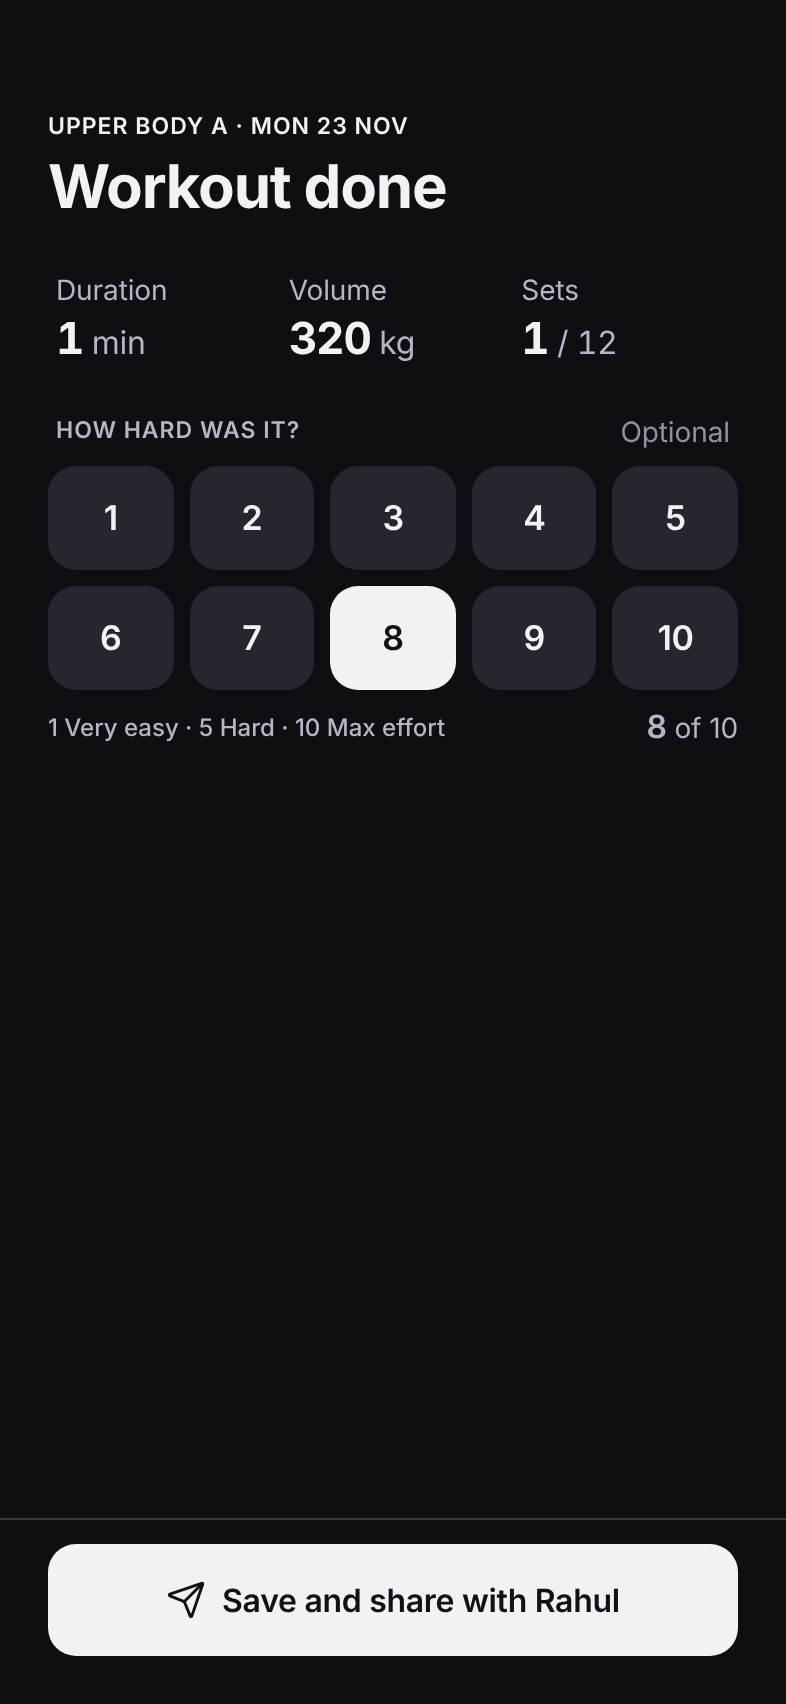 UPPER BODY A · MON 23 NOV
Workout done
Duration Volume Sets
1 min 320 kg 1 / 12
HOW HARD WAS IT? Optional
1 2 3 4 5
6 7 8 9 10
1 Very easy · 5 Hard · 10 Max effort 8 of 10
Save and share with Rahul